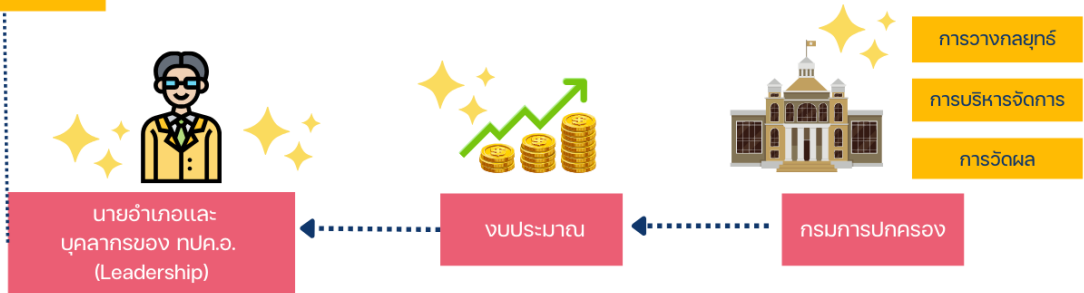 การวางกลยุทธ์
การบริหารจัดการ
การวัดผล
นายอำเภอและ
บุคลากรของ ทปค.อ.
(Leadership)
งบประมาณ
กรมการปกครอง